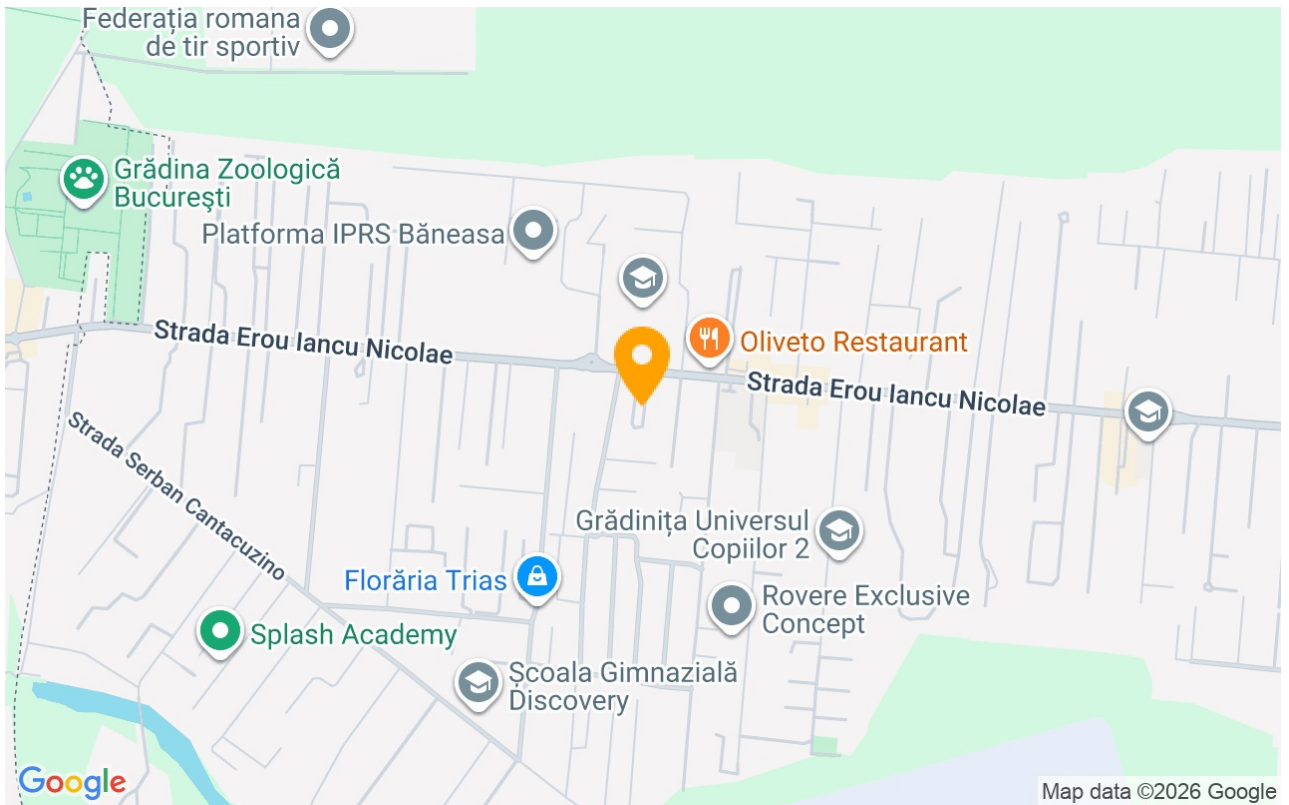 Federația romana
de tir sportiv
Grădina Zoologică
Bucureşti
Platforma IPRS Băneasa
Strada Erou Iancu Nicolae
Oliveto Restaurant
Strada Erou Iancu Nicolae
Strada Serban Cantacuzino
Grădinița Universul
Copiilor 2
Florăria Trias
Rovere Exclusive
Concept
Splash Academy
Școala Gimnazială
Discovery
Google
Map data ©2026 Google